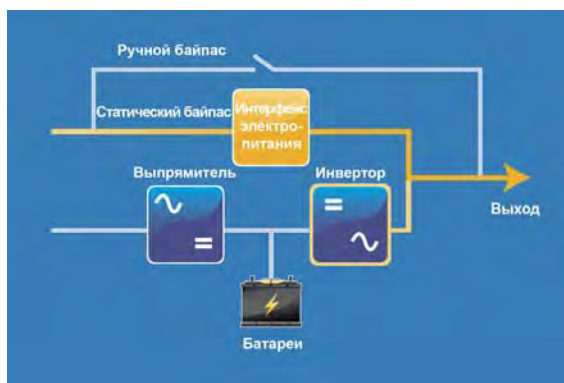 Ручной байпас
Статический байпас
Интерфейс
электро-
питания
Выпрямитель
Инвертор
Выход
Батареи